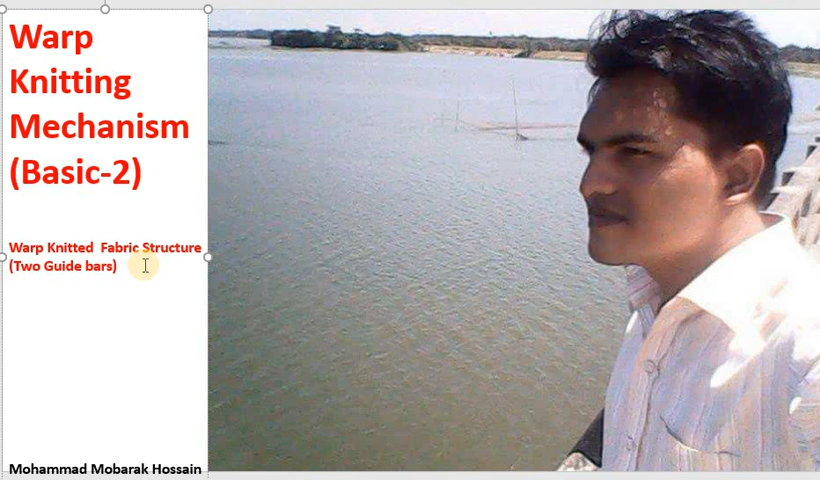 Warp
Knitting
Mechanism
(Basic-2)
Warp Knitted  Fabric Structure
(Two Guide bars)
Mohammad Mobarak Hossain